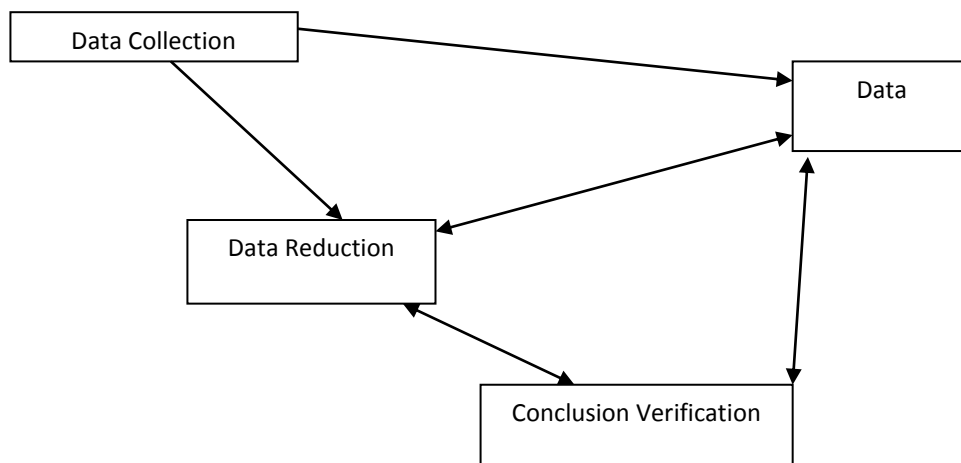 Data Collection
Data
Data Reduction
Conclusion Verification